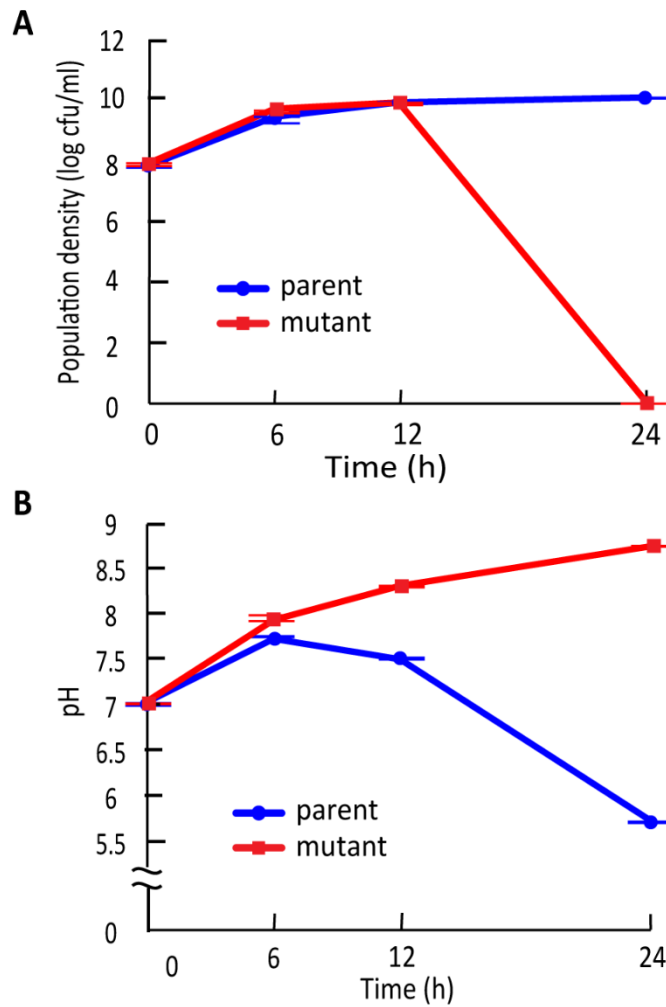 A
Population density (log cfu/ml)
12
10
8
6
4
2
0
parent
mutant
0 6 12 24
Time (h)
B
pH
9
8.5
8
7.5
7
6.5
6
5.5
0
parent
mutant
0 6 12 24
Time (h)